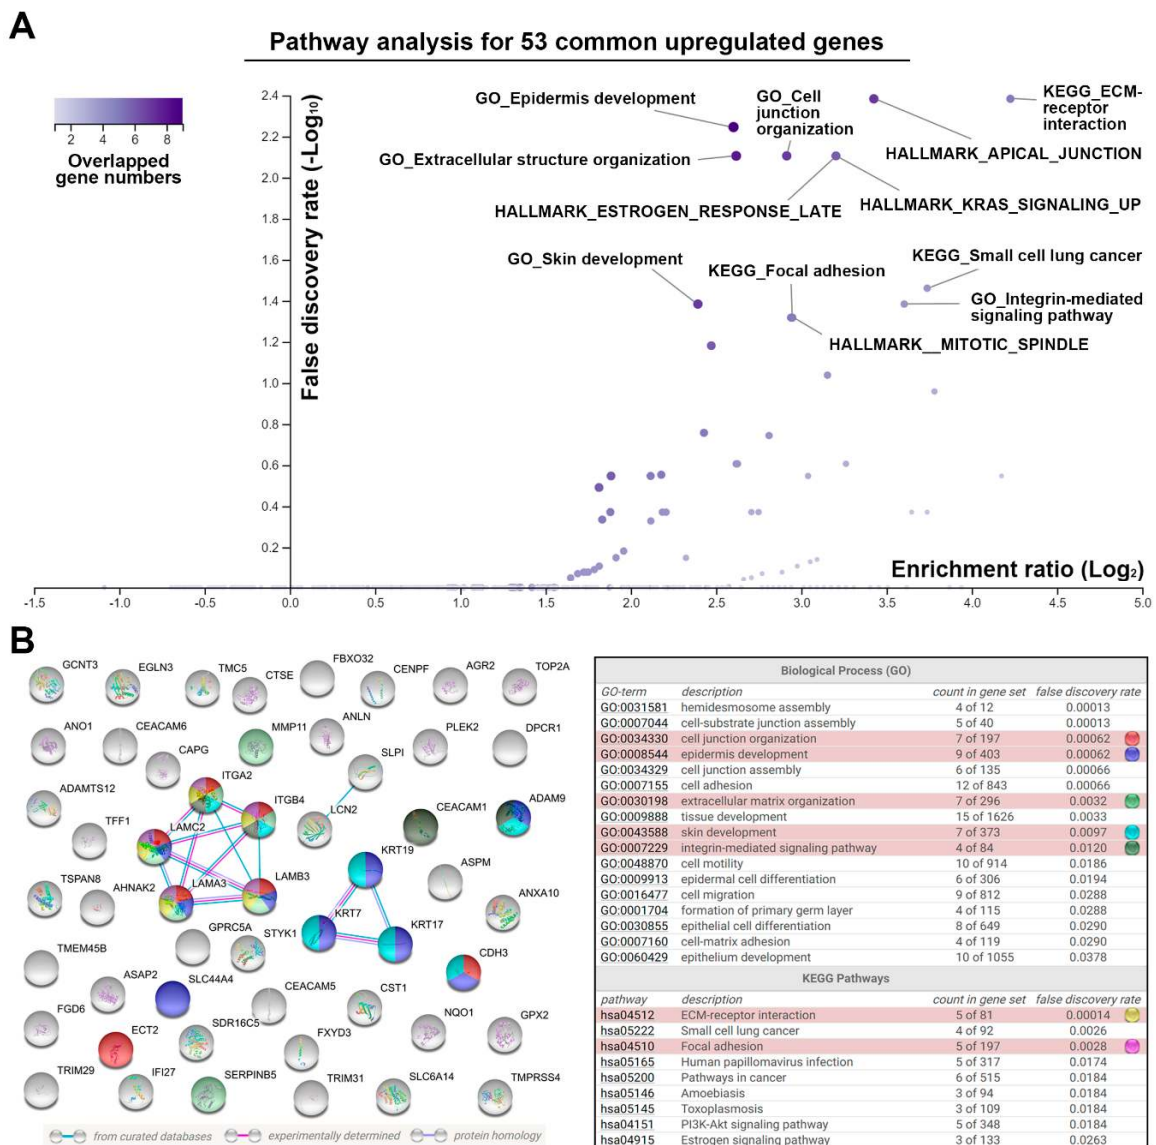 A
Pathway analysis for 53 common upregulated genes
2 4 6 8
Overlapped
gene numbers
False discovery rate (-Log10)
2.4
2.2
2.0
1.8
1.6
1.4
1.2
1.0
0.8
0.6
0.4
0.2
GO_Epidermis development
GO_Cell
junction
organization
KEGG_ECM-
receptor
interaction
GO_Extracellular structure organization
HALLMARK_APICAL_JUNCTION
HALLMARK_ESTROGEN_RESPONSE_LATE
HALLMARK_KRAS_SIGNALING_UP
GO_Skin development
KEGG_Focal adhesion
KEGG_Small cell lung cancer
GO_Integrin-mediated
signaling pathway
HALLMARK__MITOTIC_SPINDLE
Enrichment ratio (Log2)
-1.5 -1.0 -0.5 0.0 0.5 1.0 1.5 2.0 2.5 3.0 3.5 4.0 4.5 5.0
B
GCNT3
EGLN3
TMC5
CTSE
FBXO32
CENPF
AGR2
TOP2A
ANO1
CEACAM6
CAPG
MMP11
ANLN
SLPI
PLEK2
DPCR1
ADAMTS12
TFF1
ITGA2
ITGB4
LCN2
CEACAM1
ADAM9
LAMC2
KRT19
ASPM
TSPAN8
AHNAK2
LAMA3
LAMB3
ANXA10
GPRC5A
STYK1
KRT7
KRT17
TMEM45B
ASAP2
SLC44A4
CEACAM5
CST1
CDH3
FGD6
ECT2
SDR16C5
FXYD3
NQO1
GPX2
TRIM29
IFI27
SERPINB5
TRIM31
SLC6A14
TMPRSS4
from curated databases experimentally determined protein homology
Biological Process (GO)
GO-term description count in gene set false discovery rate
GO:0031581 hemidesmosome assembly 4 of 12 0.00013
GO:0007044 cell-substrate junction assembly 5 of 40 0.00013
GO:0034330 cell junction organization 7 of 197 0.00062
GO:0008544 epidermis development 9 of 403 0.00062
GO:0034329 cell junction assembly 6 of 135 0.00066
GO:0007155 cell adhesion 12 of 843 0.00066
GO:0030198 extracellular matrix organization 7 of 296 0.0032
GO:0009888 tissue development 15 of 1626 0.0033
GO:0043588 skin development 7 of 373 0.0097
GO:0007229 integrin-mediated signaling pathway 4 of 84 0.0120
GO:0048870 cell motility 10 of 914 0.0186
GO:0009913 epidermal cell differentiation 6 of 306 0.0194
GO:0016477 cell migration 9 of 812 0.0288
GO:0001704 formation of primary germ layer 4 of 115 0.0288
GO:0030855 epithelial cell differentiation 8 of 649 0.0290
GO:0007160 cell-matrix adhesion 4 of 119 0.0290
GO:0060429 epithelium development 10 of 1055 0.0378
KEGG Pathways
pathway description count in gene set false discovery rate
hsa04512 ECM-receptor interaction 5 of 81 0.00014
hsa05222 Small cell lung cancer 4 of 92 0.0026
hsa04510 Focal adhesion 5 of 197 0.0028
hsa05165 Human papillomavirus infection 5 of 317 0.0174
hsa05200 Pathways in cancer 6 of 515 0.0184
hsa05146 Amoebiasis 3 of 94 0.0184
hsa05145 Toxoplasmosis 3 of 109 0.0184
hsa04151 PI3K-Akt signaling pathway 5 of 348 0.0184
hsa04915 Estrogen signaling pathway 3 of 133 0.0263